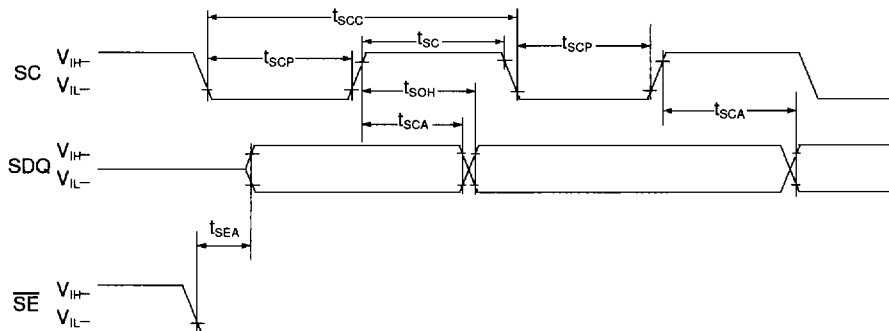 tSCC
tSC
tSCP
tSCP
VIH
SC
VIL
tSOH
tSCA
tSCA
VIH
SDQ
VIL
tSEA
VIH
SE
VIL